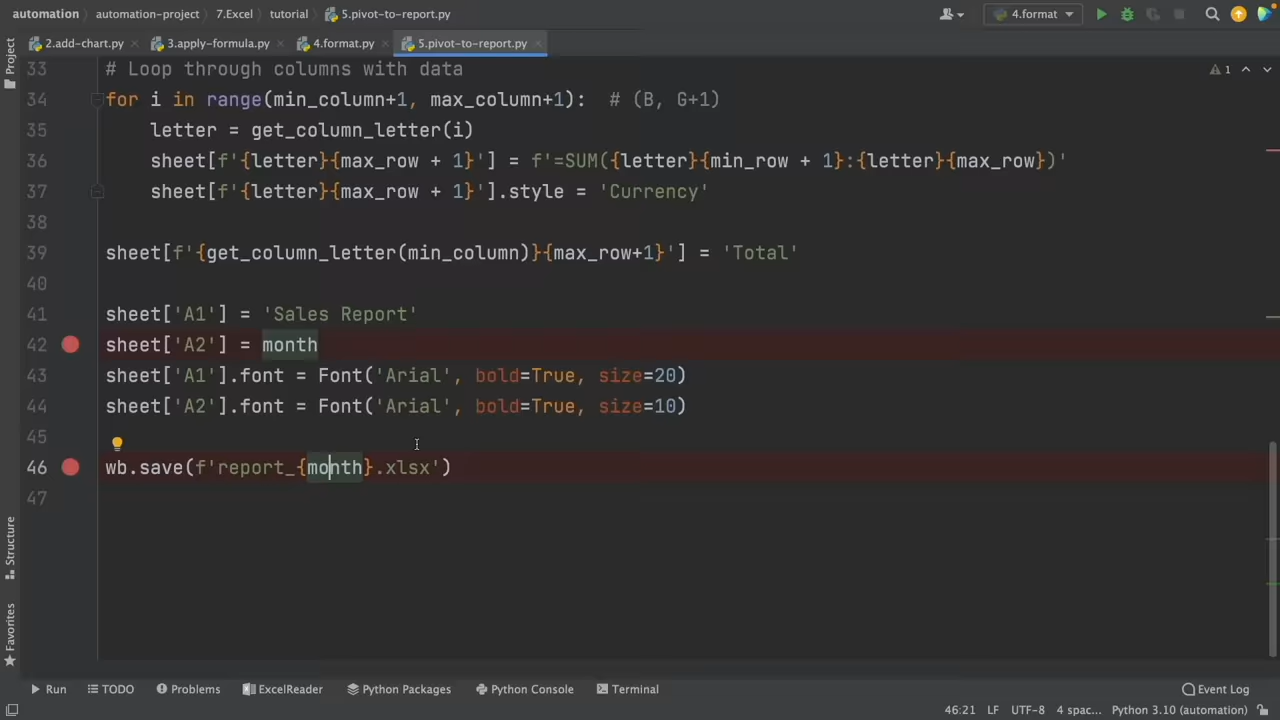 automation automation-project 7.Excel tutorial 5.pivot-to-report.py 4.format
Project 2.add-chart.py 3.apply-formula.py 4.format.py 5.pivot-to-report.py
33 # Loop through columns with data 1
34 for i in range(min_column+1, max_column+1):  # (B, G+1)
35     letter = get_column_letter(i)
36     sheet[f'{letter}{max_row + 1}'] = f'=SUM({letter}{min_row + 1}:{letter}{max_row})'
37     sheet[f'{letter}{max_row + 1}'].style = 'Currency'
38
39 sheet[f'{get_column_letter(min_column)}{max_row+1}'] = 'Total'
40
41 sheet['A1'] = 'Sales Report'
42 sheet['A2'] = month
43 sheet['A1'].font = Font('Arial', bold=True, size=20)
44 sheet['A2'].font = Font('Arial', bold=True, size=10)
45
46 wb.save(f'report_{month}.xlsx')
47
Structure
Favorites
Run TODO Problems ExcelReader Python Packages Python Console Terminal Event Log
46:21 LF UTF-8 4 spac... Python 3.10 (automation)